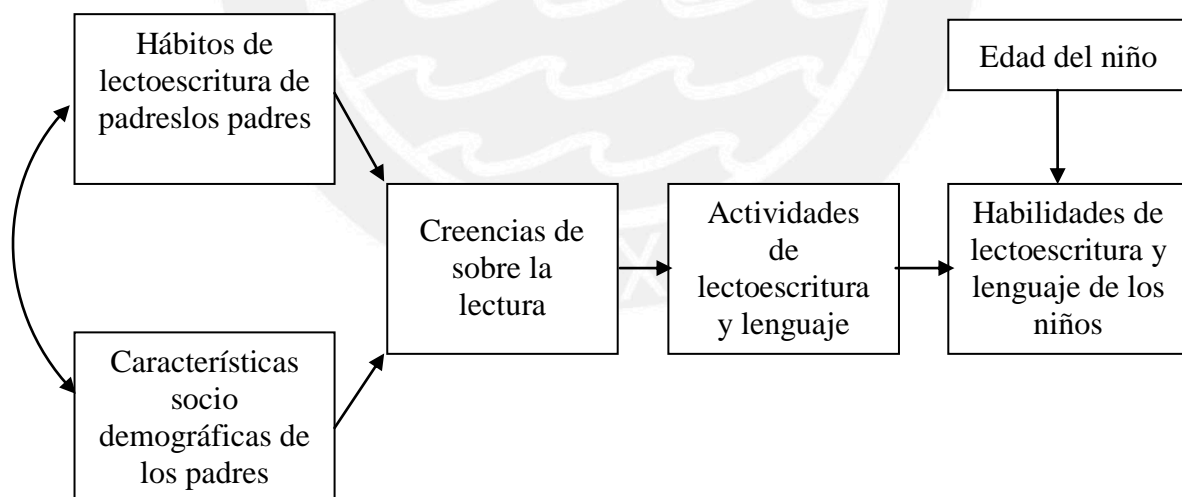 Hábitos de
lectoescritura de
padreslos padres
Edad del niño
Creencias de
sobre la
lectura
Actividades
de
lectoescritura
y lenguaje
Habilidades de
lectoescritura y
lenguaje de los
niños
Característícas
socio
demográficas de
los padres